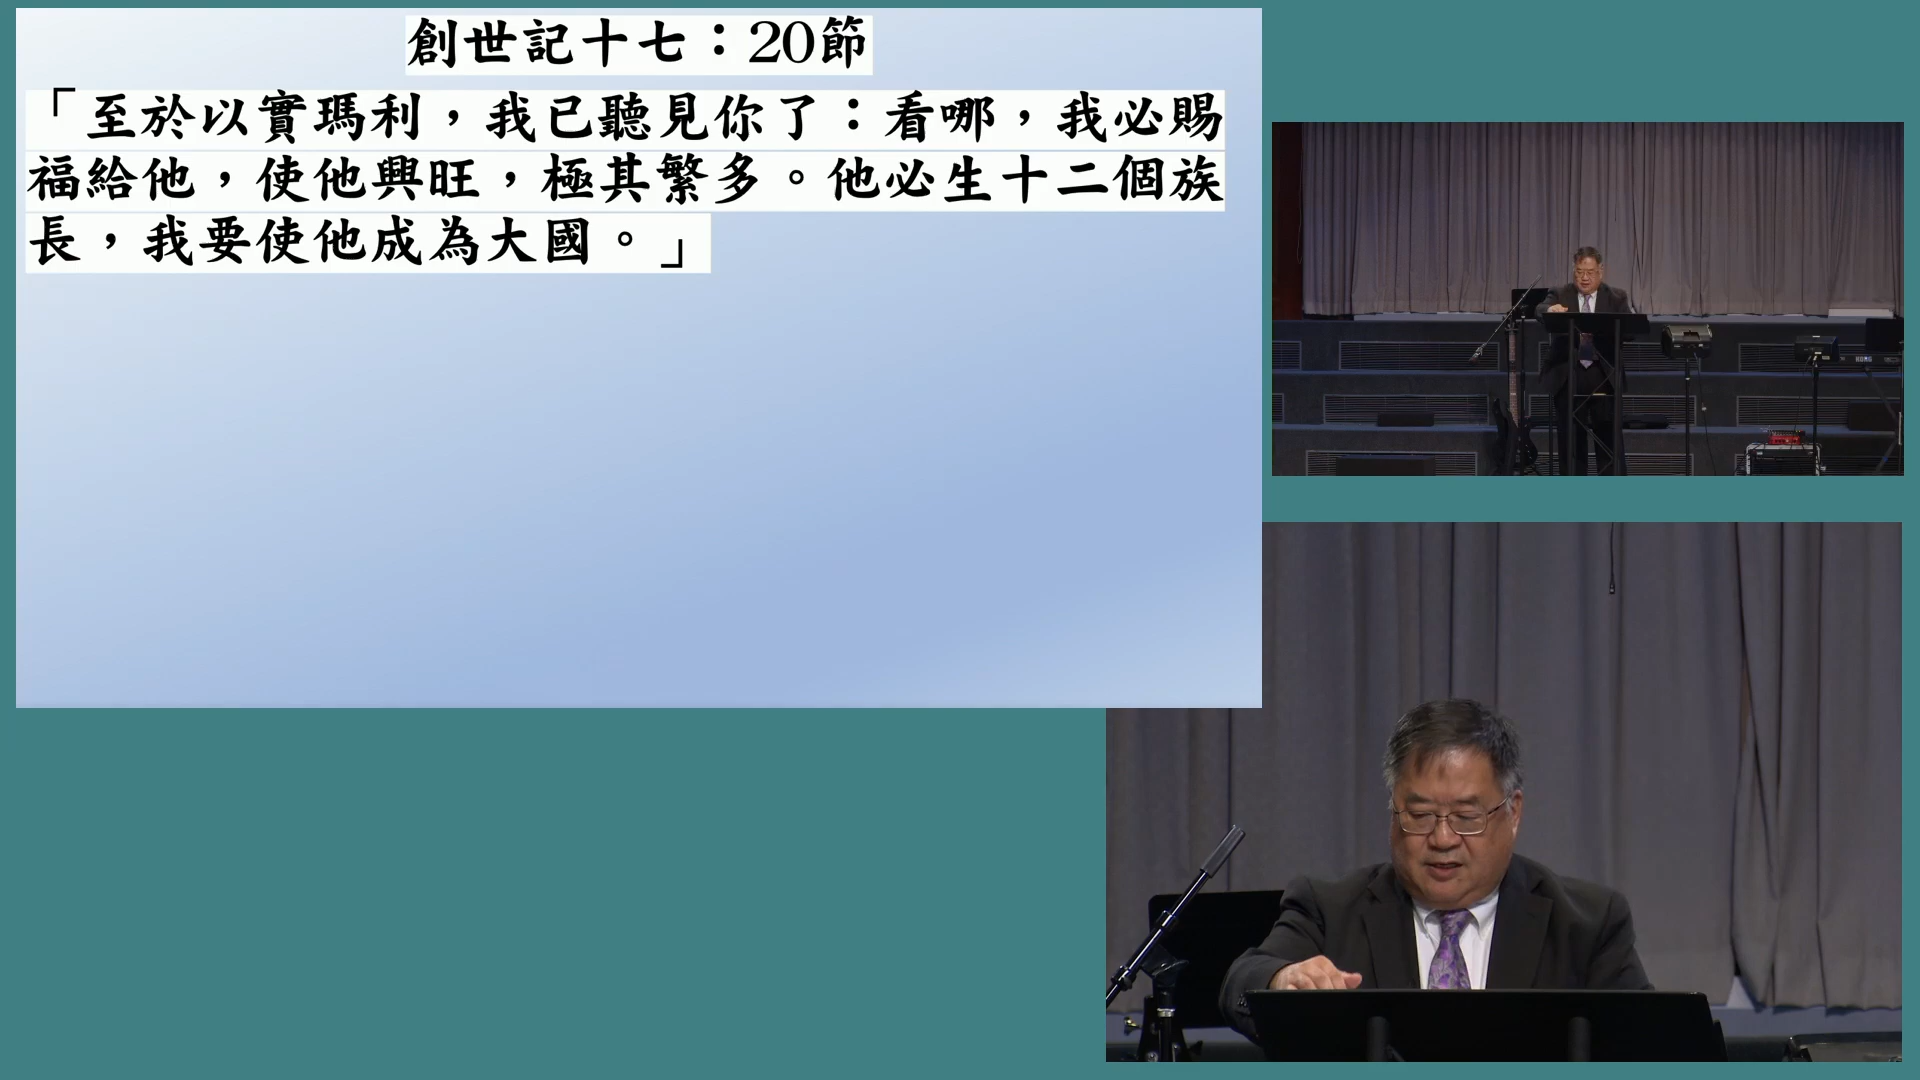 創世記十七：20節
「至於以實瑪利，我已聽見你了：看哪，我必賜
福給他，使他興旺，極其繁多。他必生十二個族
長，我要使他成為大國。」
KORG